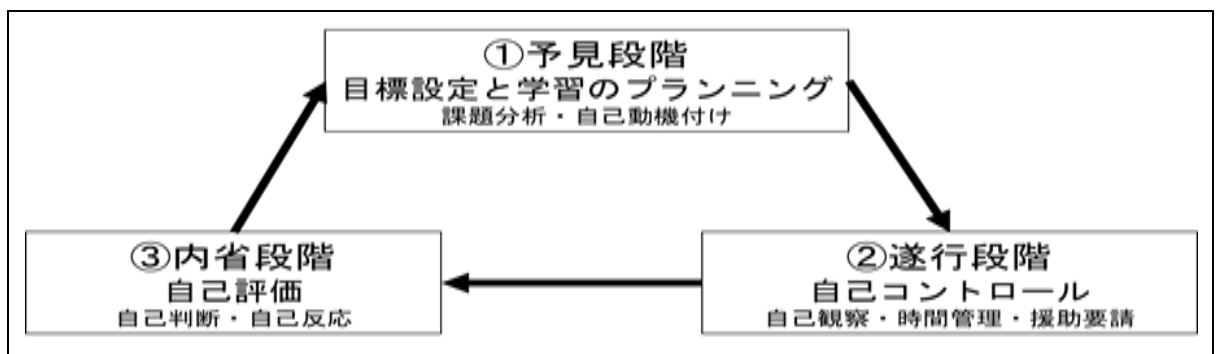 ①予見段階
目標設定と学習のプランニング
課題分析・自己動機付け
②遂行段階
自己コントロール
自己観察・時間管理・援助要請
③内省段階
自己評価
自己判断・自己反応